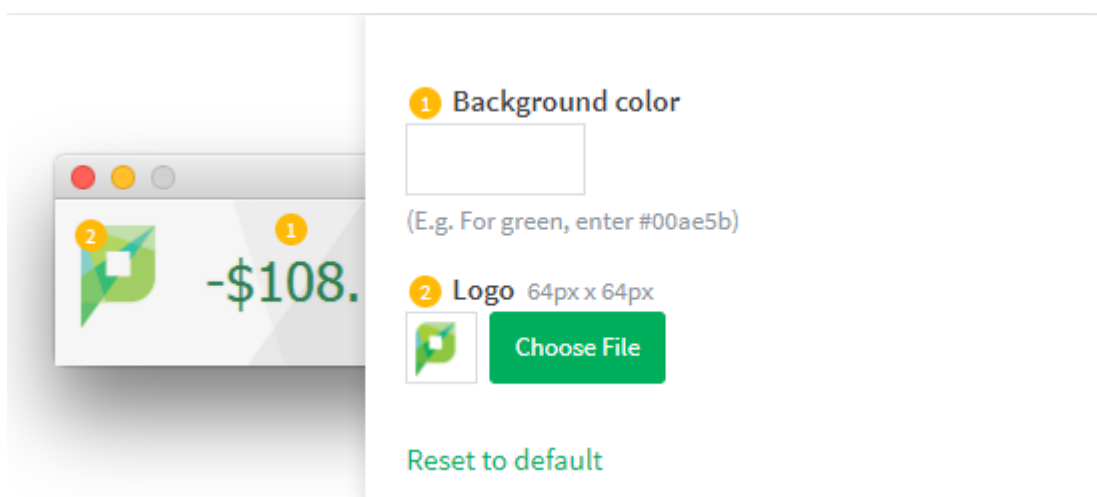 2
1
-$108.
1 Background color
(E.g. For green, enter #00ae5b)
2 Logo 64px x 64px
Choose File
Reset to default